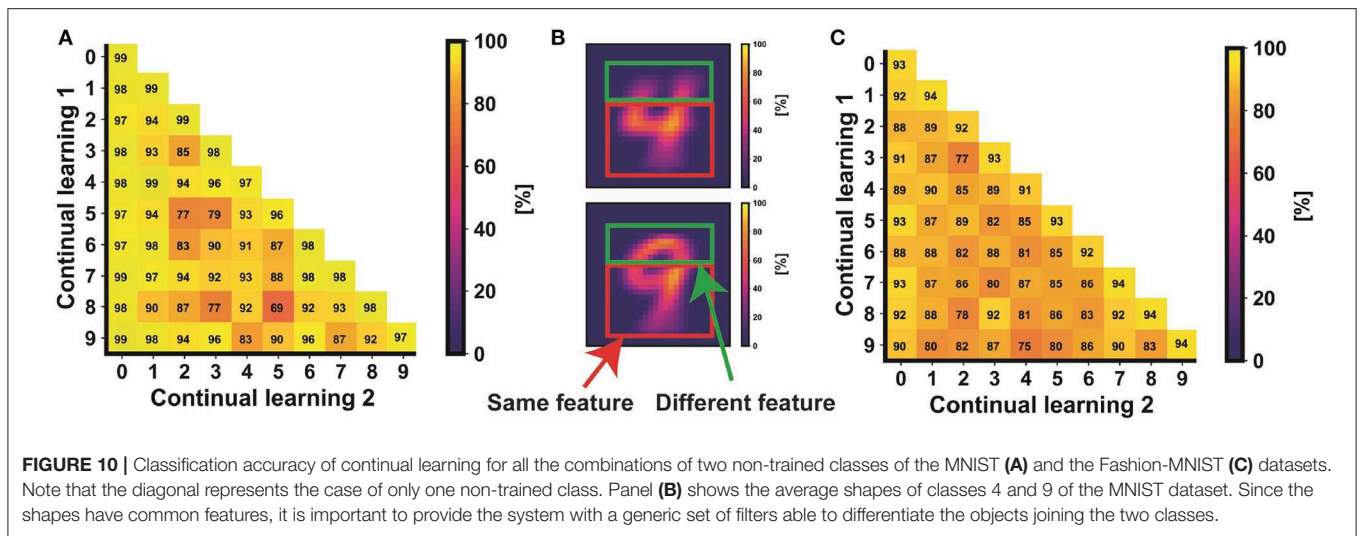 A
Continual learning 1
0
99
1
98 99
2
97 94 99
3
98 93 85 98
4
98 99 94 96 97
5
97 94 77 79 93 96
6
97 98 83 90 91 87 98
7
99 97 94 92 93 88 98 98
8
98 90 87 77 92 69 92 93 98
9
99 98 94 96 83 90 96 87 92 97
0 1 2 3 4 5 6 7 8 9
Continual learning 2
100
80
60
40
20
0
[%]
B
100
80
60
40
20
0
[%]
100
80
60
40
20
0
[%]
Same feature Different feature
C
Continual learning 1
0
93
1
92 94
2
88 89 92
3
91 87 77 93
4
89 90 85 89 91
5
93 87 89 82 85 93
6
88 88 82 88 81 85 92
7
93 87 86 80 87 85 86 94
8
92 88 78 92 81 86 83 92 94
9
90 80 82 87 75 80 86 90 83 94
0 1 2 3 4 5 6 7 8 9
Continual learning 2
100
80
60
40
20
0
[%]
FIGURE 10 | Classification accuracy of continual learning for all the combinations of two non-trained classes of the MNIST (A) and the Fashion-MNIST (C) datasets.
Note that the diagonal represents the case of only one non-trained class. Panel (B) shows the average shapes of classes 4 and 9 of the MNIST dataset. Since the
shapes have common features, it is important to provide the system with a generic set of filters able to differentiate the objects joining the two classes.